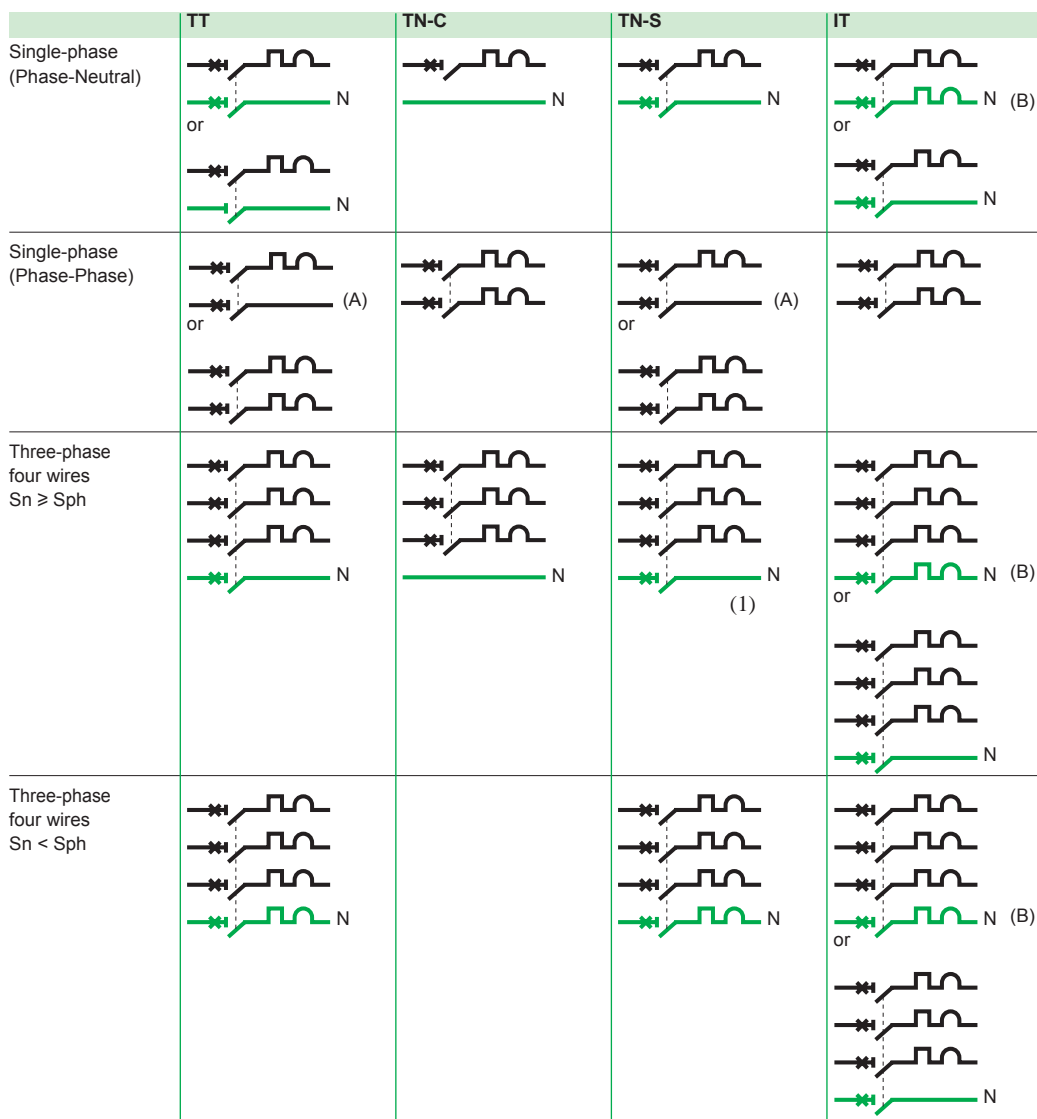 TT TN-C TN-S IT
Single-phase
(Phase-Neutral)
N N N N (B)
or or
N N
Single-phase
(Phase-Phase)
(A) (A)
or or
Three-phase
four wires
Sn ⩾ Sph
N N N N (B)
or
(1)
N
Three-phase
four wires
Sn < Sph
N N N (B)
or
N